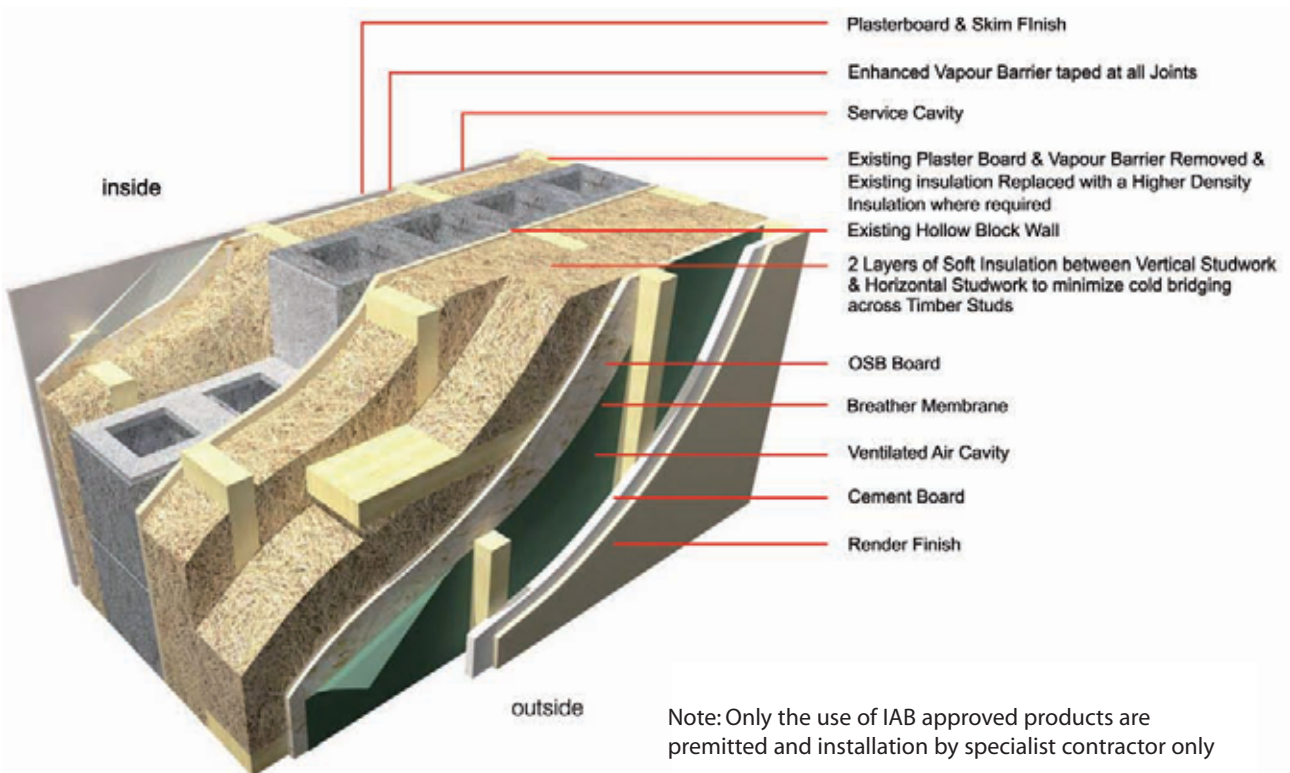 Plasterboard & Skim FInish
Enhanced Vapour Barrier taped at all Joints
Service Cavity
inside
Existing Plaster Board & Vapour Barrier Removed &
Existing insulation Replaced with a Higher Density
Insulation where required
Existing Hollow Block Wall
2 Layers of Soft Insulation between Vertical Studwork
& Horizontal Studwork to minimize cold bridging
across Timber Studs
OSB Board
Breather Membrane
Ventilated Air Cavity
Cement Board
Render Finish
outside
Note: Only the use of IAB approved products are
premitted and installation by specialist contractor only